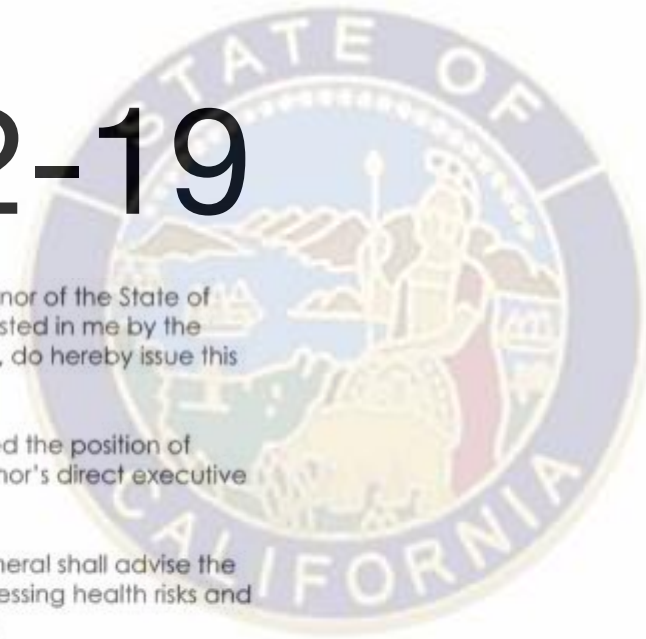 2-19
nor of the State of
sted in me by the
, do hereby issue this
ed the position of
nor's direct executive
neral shall advise the
essing health risks and
STATE OF
CALIFORNIA